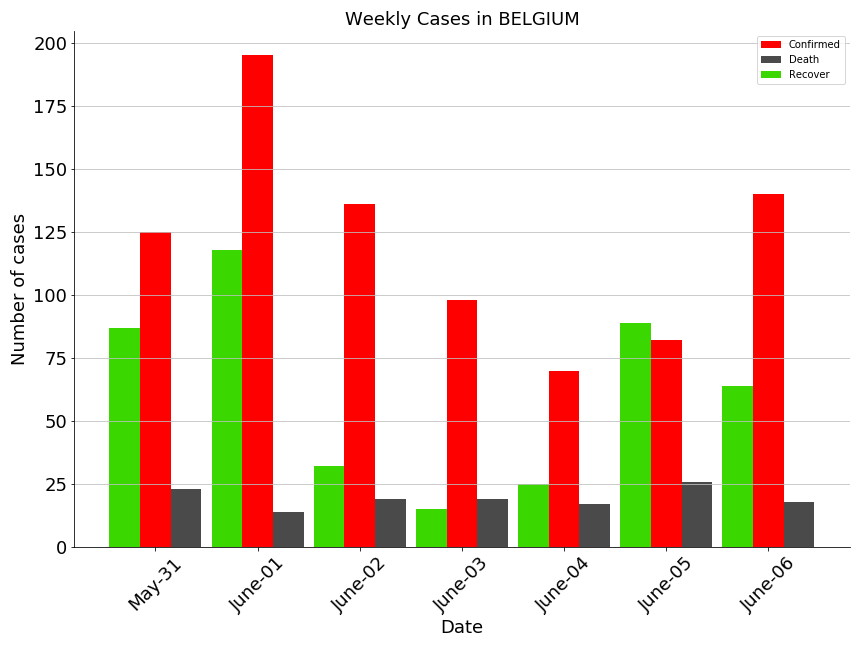 Weekly Cases in BELGIUM
Confirmed
Death
Recover
Number of cases
200
175
150
125
100
75
50
25
0
May-31
June-01
June-02
June-03
June-04
June-05
June-06
Date